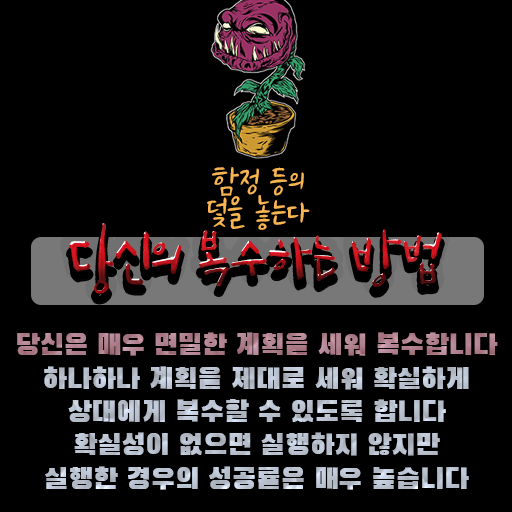 함정 등의
덫을 놓는다
당신의 복수하는 방법
당신은 매우 면밀한 계획을 세워 복수합니다
하나하나 계획을 제대로 세워 확실하게
상대에게 복수할 수 있도록 합니다
확실성이 없으면 실행하지 않지만
실행한 경우의 성공률은 매우 높습니다